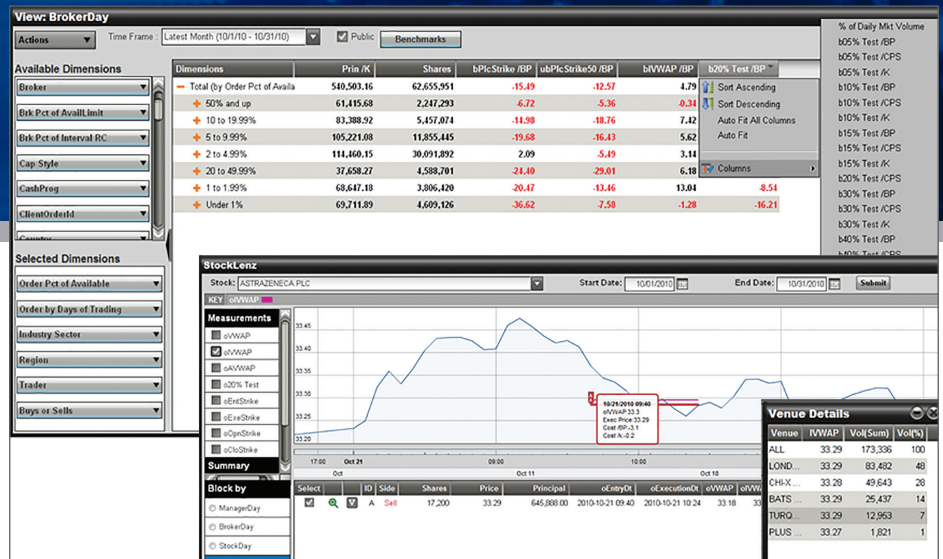 View: BrokerDay
Actions Time Frame : Latest Month (10/1/10 - 10/31/10) Public Benchmarks
Available Dimensions
Broker
Brk Pct of AvailLimit
Brk Pct of Interval RC
Cap Style
CashProg
ClientOrderId
Country
Selected Dimensions
Order Pct of Available
Order by Days of Trading
Industry Sector
Region
Trader
Buys or Sells
Dimensions Prin /K Shares bPlcStrike /BP ubPlcStrike50 /BP bIVWAP /BP b20% Test /BP
Total (by Order Pct of Availa 540,503.16 62,655,951 -15.49 -12.57 4.79
50% and up 61,415.68 2,247,293 -6.72 -5.36 -0.34
10 to 19.99% 83,388.92 5,457,074 -14.98 -18.76 7.42
5 to 9.99% 105,221.08 11,855,445 -19.68 -16.43 5.62
2 to 4.99% 114,460.15 30,091,892 2.09 -5.49 3.14
20 to 49.99% 37,658.27 4,588,701 -24.40 -29.01 6.18
1 to 1.99% 68,647.18 3,806,420 -20.47 -13.46 13.04 -8.54
Under 1% 69,711.89 4,609,126 -36.62 -7.58 -1.28 -16.21
Sort Ascending
Sort Descending
Auto Fit All Columns
Auto Fit
Columns
% of Daily Mkt Volume
b05% Test /BP
b05% Test /CPS
b05% Test /K
b10% Test /BP
b10% Test /CPS
b10% Test /K
b15% Test /BP
b15% Test /CPS
b15% Test /K
b20% Test /CPS
b30% Test /BP
b30% Test /CPS
b30% Test /K
b40% Test /BP
b40% Test /CPS
StockLenz
Stock: ASTRAZENECA PLC Start Date: 10/01/2010 End Date: 10/31/2010 Submit
KEY oIVWAP
Measurements
oVWAP
oIVWAP
oAVWAP
o20% Test
oEntStrike
oExeStrike
oOpnStrike
oCloStrike
Summary
Block by
ManagerDay
BrokerDay
StockDay
33.45
33.40
33.35
33.30
33.25
33.20
10/21/2010 09:40
oIVWAP:33.3
Exec Price:33.29
Cost /BP:-3.1
Cost /k:-0.2
17:00 Oct 21 09:00 10:00
Oct Oct 11 Oct 18
Select ID Side Shares Price Principal oEntryDt oExecutionDt oVWAP
A Sell 17,200 33.29 645,888.00 2010-10-21 09:40 2010-10-21 10:24 33.18
Venue Details
Venue IVWAP Vol(Sum) Vol(%)
ALL 33.29 173,336 100
LOND... 33.29 83,482 48
CHI-X ... 33.28 49,643 28
BATS ... 33.29 25,437 14
TURQ... 33.29 12,953 7
PLUS ... 33.27 1,821 1